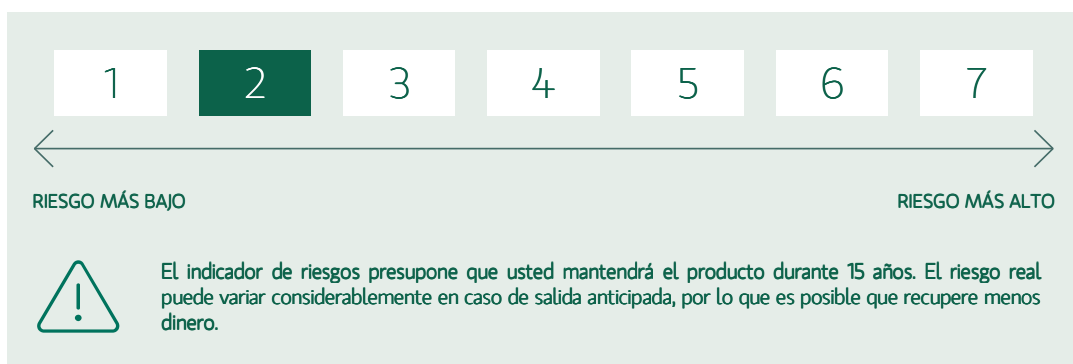 1 2 3 4 5 6 7
RIESGO MÁS BAJO RIESGO MÁS ALTO
El indicador de riesgos presupone que usted mantendrá el producto durante 15 años. El riesgo real
puede variar considerablemente en caso de salida anticipada, por lo que es posible que recupere menos
dinero.